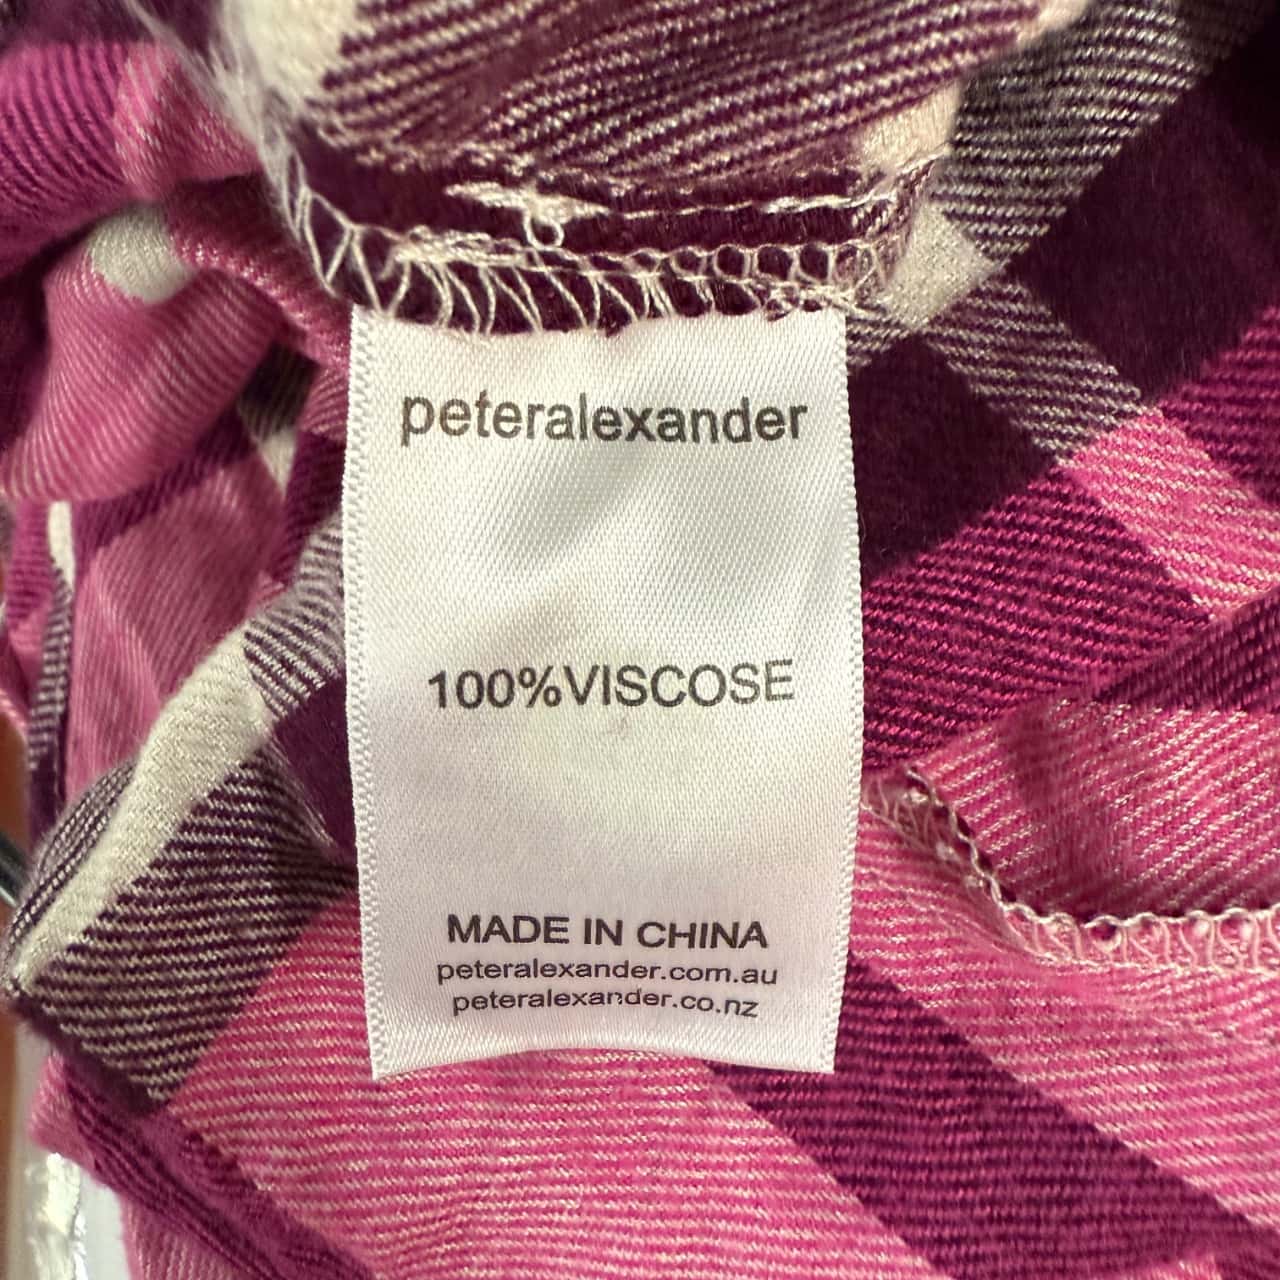 peteralexander
100%VISCOSE
MADE IN CHINA
peteralexander.com.au
peteralexander.co.nz